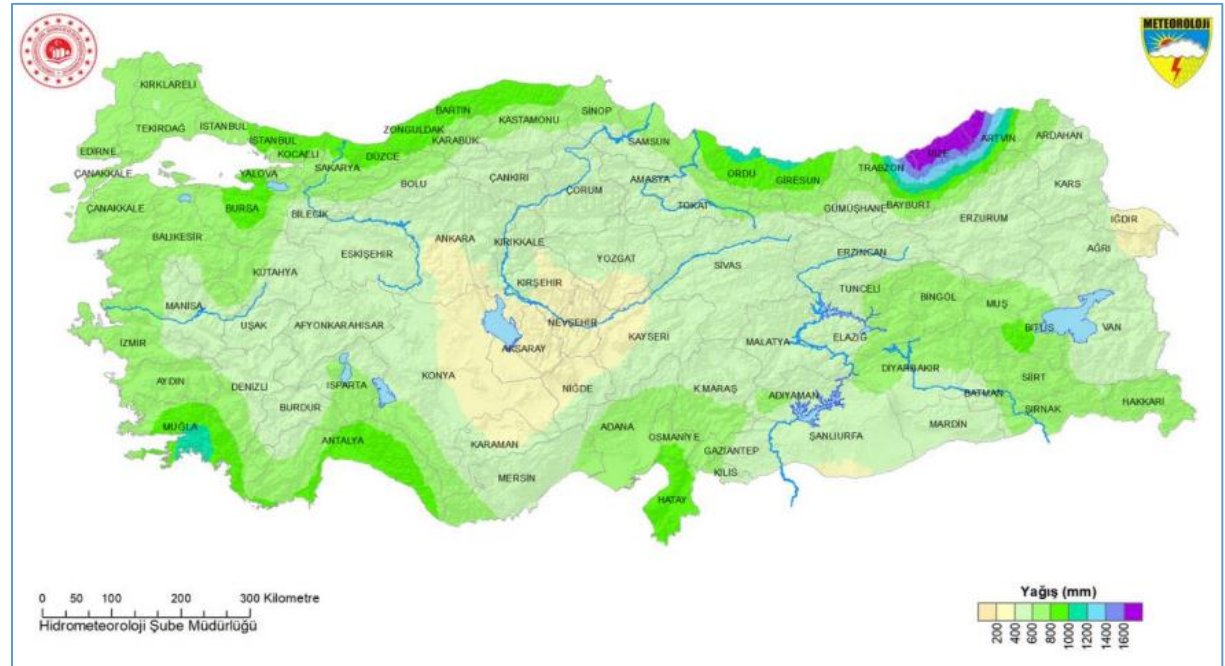 METEOROLOJİ
KIRKLARELİ
TEKİRDAĞ
İSTANBUL
İSTANBUL
EDİRNE
KOCAELİ
ÇANAKKALE
YALOVA
SAKARYA
DÜZCE
ZONGULDAK
BARTIN
KARABÜK
KASTAMONU
SİNOP
SAMSUN
ORDU
GİRESUN
TRABZON
RİZE
ARTVİN
ARDAHAN
KARS
ÇANAKKALE
BURSA
BİLECİK
BOLU
ÇANKIRI
ÇORUM
AMASYA
TOKAT
GÜMÜŞHANE
BAYBURT
ERZURUM
IĞDIR
AĞRI
BALIKESİR
KÜTAHYA
ESKİŞEHİR
ANKARA
KIRIKKALE
YOZGAT
SİVAS
ERZİNCAN
TUNCELİ
BİNGÖL
MUŞ
MANİSA
UŞAK
AFYONKARAHİSAR
KIRŞEHİR
NEVŞEHİR
AKSARAY
KAYSERİ
MALATYA
ELAZIĞ
BİTLİS
VAN
İZMİR
AYDIN
DENİZLİ
ISPARTA
BURDUR
KONYA
NİĞDE
K.MARAŞ
ADIYAMAN
DİYARBAKIR
BATMAN
SİİRT
ŞIRNAK
HAKKARİ
MUĞLA
ANTALYA
KARAMAN
MERSİN
ADANA
OSMANİYE
GAZİANTEP
KİLİS
ŞANLIURFA
MARDİN
HATAY
0 50 100 200 300 Kilometre
Hidrometeoroloji Şube Müdürlüğü
Yağış (mm)
200 400 600 800 1000 1200 1400 1600